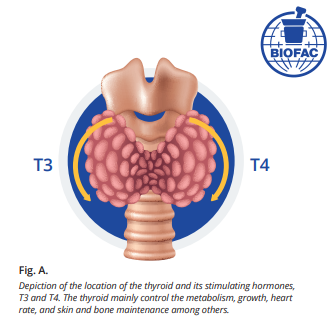 BIOFAC
T3
T4
Fig. A.
Depiction of the location of the thyroid and its stimulating hormones,
T3 and T4. The thyroid mainly control the metabolism, growth, heart
rate, and skin and bone maintenance among others.